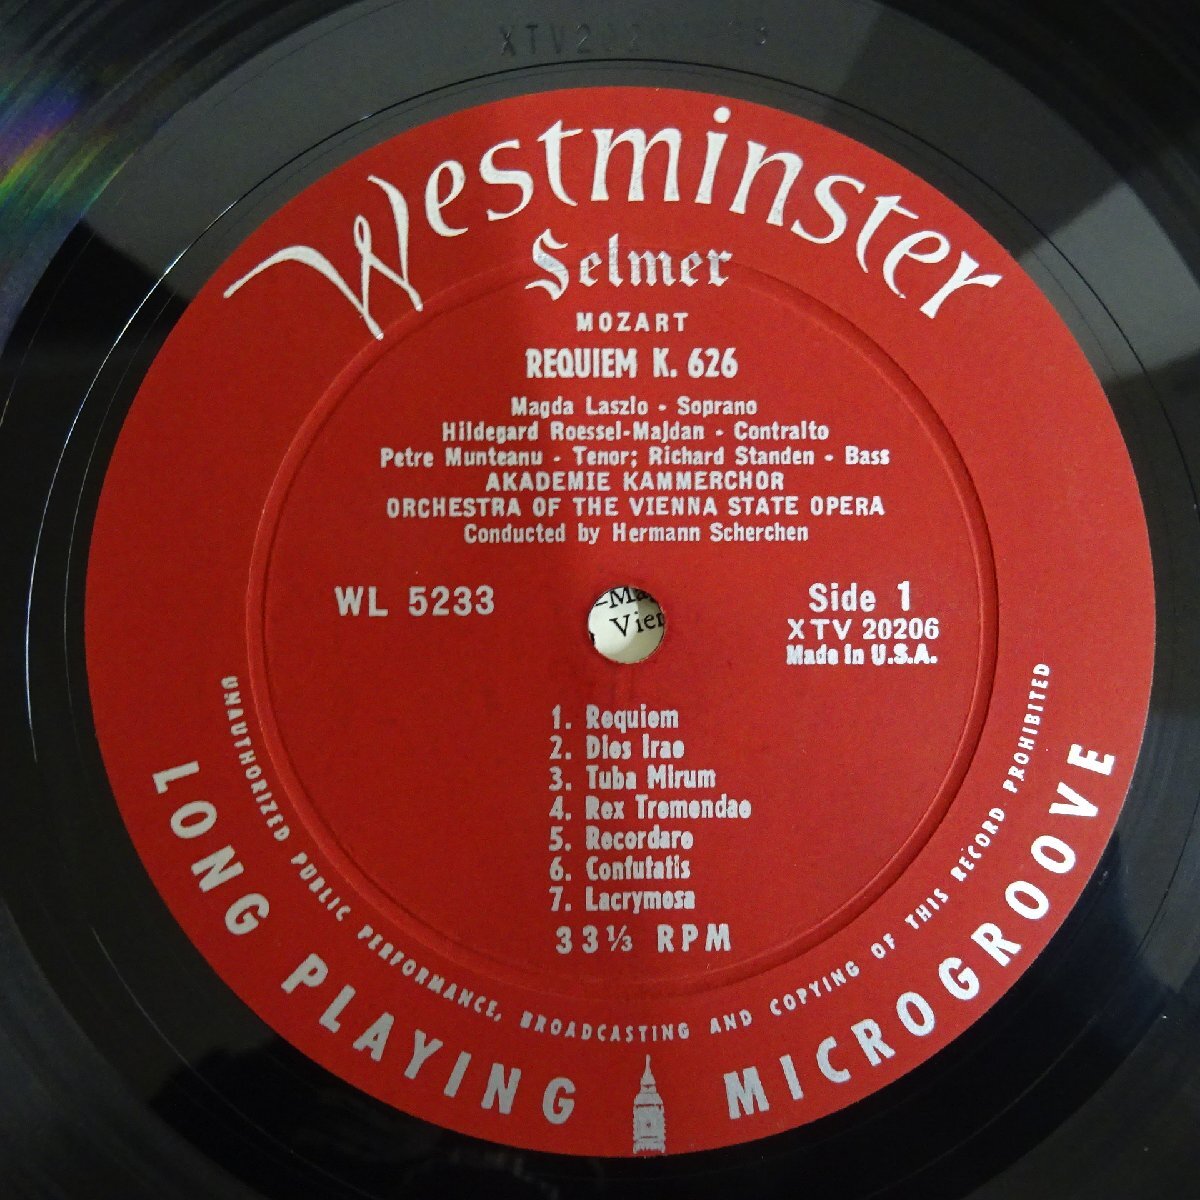 XTV20206
Westminster
Selmer
MOZART
REQUIEM K. 626
Magda Laszlo - Soprano
Hildegard Roessel-Majdan - Contralto
Petre Munteanu - Tenor; Richard Standen - Bass
AKADEMIE KAMMERCHOR
ORCHESTRA OF THE VIENNA STATE OPERA
Conducted by Hermann Scherchen
WL 5233
Side 1
XTV 20206
Made in U.S.A.
1. Requiem
2. Dies Irae
3. Tuba Mirum
4. Rex Tremendae
5. Recordare
6. Confutatis
7. Lacrymosa
33⅓ RPM
UNAUTHORIZED PUBLIC PERFORMANCE, BROADCASTING AND COPYING OF THIS RECORD PROHIBITED
LONG PLAYING MICROGROOVE